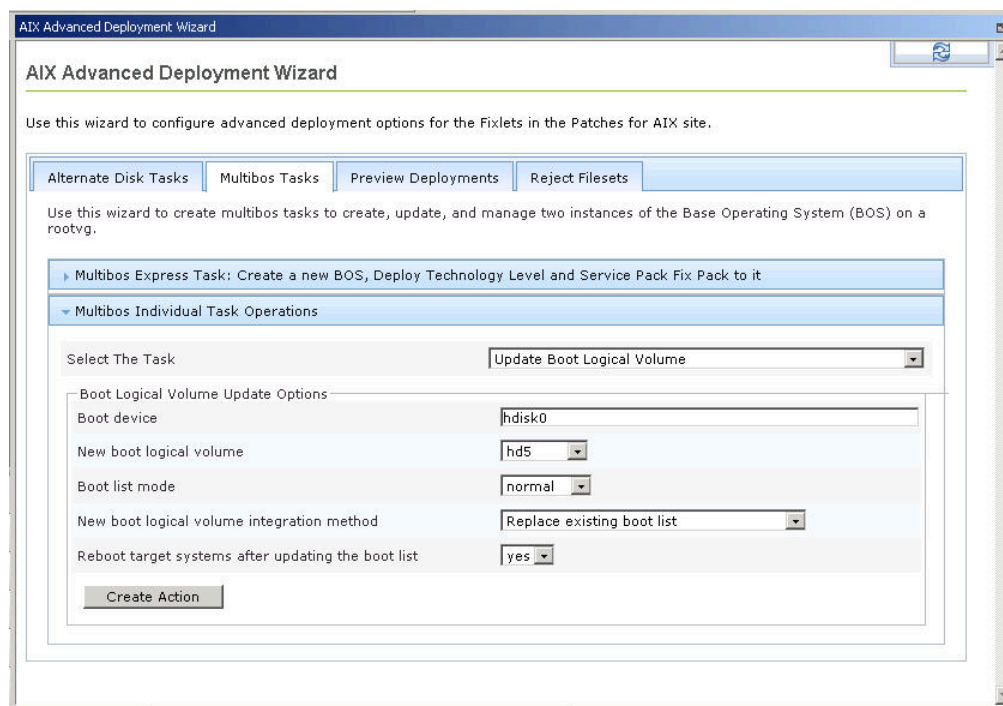 AIX Advanced Deployment Wizard
AIX Advanced Deployment Wizard
Use this wizard to configure advanced deployment options for the Fixlets in the Patches for AIX site.
Alternate Disk Tasks Multibos Tasks Preview Deployments Reject Filesets
Use this wizard to create multibos tasks to create, update, and manage two instances of the Base Operating System (BOS) on a
rootvg.
Multibos Express Task: Create a new BOS, Deploy Technology Level and Service Pack Fix Pack to it
Multibos Individual Task Operations
Select The Task Update Boot Logical Volume
Boot Logical Volume Update Options
Boot device hdisk0
New boot logical volume hd5
Boot list mode normal
New boot logical volume integration method Replace existing boot list
Reboot target systems after updating the boot list yes
Create Action